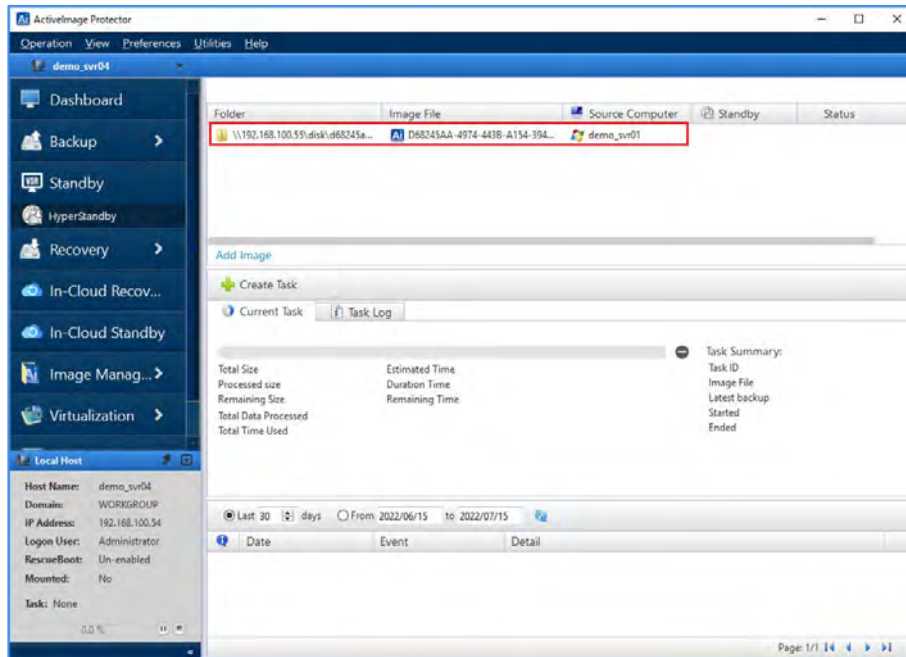 ActiveImage Protector
Operation View Preferences Utilities Help
demo_svr04
Dashboard
Backup
Standby
HyperStandby
Recovery
In-Cloud Recov...
In-Cloud Standby
Image Manag...
Virtualization
Folder Image File Source Computer Standby Status
\\192.168.100.55\disk\d68245a... D68245AA-4974-443B-A154-394... demo_svr01
Add Image
Create Task
Current Task Task Log
Total Size Estimated Time
Processed size Duration Time
Remaining Size Remaining Time
Total Data Processed
Total Time Used
Task Summary:
Task ID
Image File
Latest backup
Started
Ended
Local Host
Host Name: demo_svr04
Domain: WORKGROUP
IP Address: 192.168.100.54
Logon User: Administrator
RescueBoot: Un-enabled
Mounted: No
Task: None
0.0 %
Last 30 days From 2022/06/15 to 2022/07/15
Date Event Detail
Page: 1/1